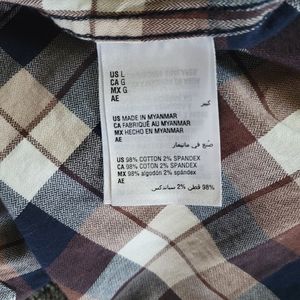 US L
CA G
MX G
AE
كبير
US MADE IN MYANMAR
CA FABRIQUÉ AU MYANMAR
MX HECHO EN MYANMAR
AE
صنع في مانيمار
US 98% COTTON 2% SPANDEX
CA 98% COTON 2% SPANDEX
MX 98% algodón 2% spandex
AE
98% قطن 2% سباندكس